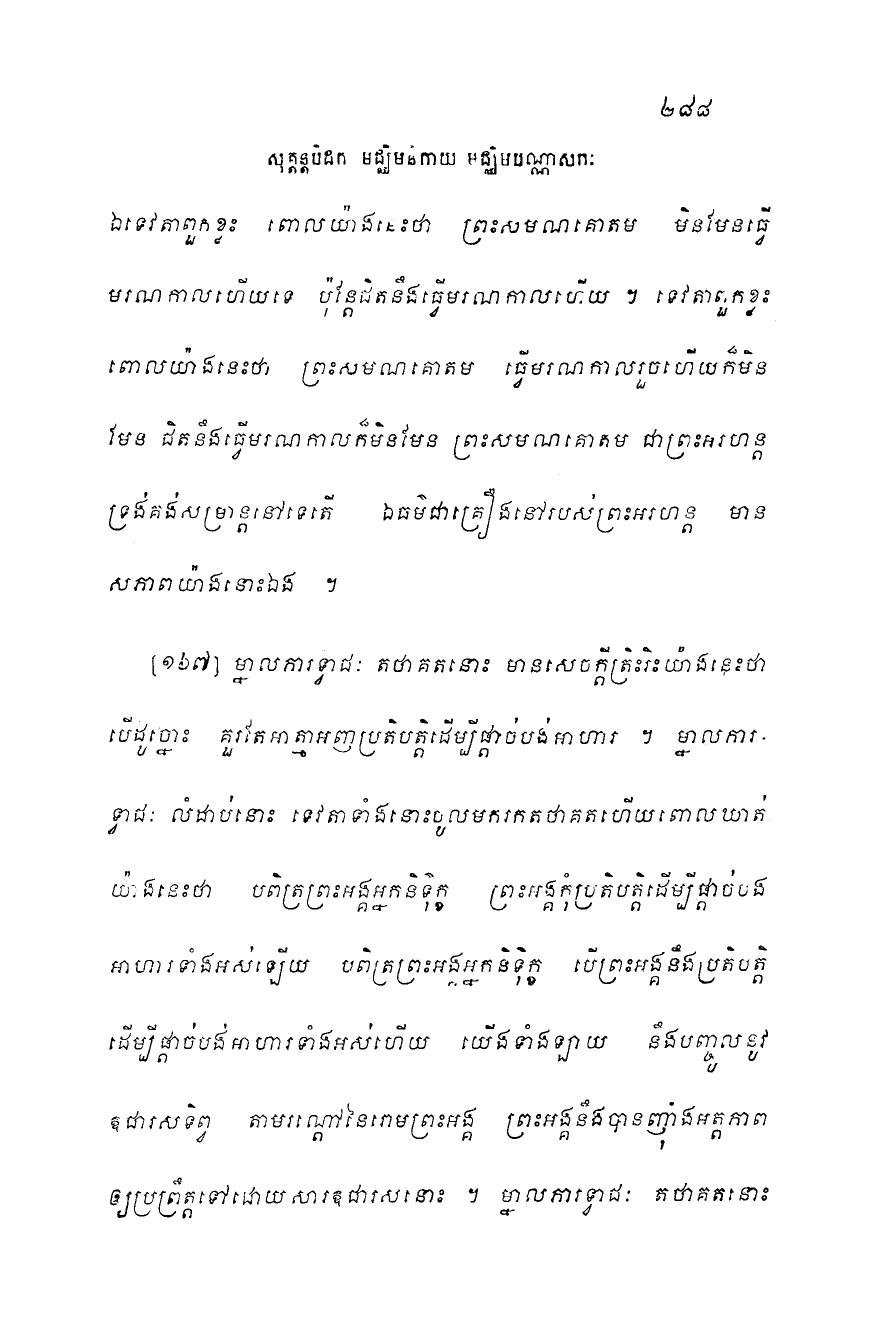 ២៨៨
សុត្តន្តបិដក មជ្ឈិមនិកាយ មជ្ឈិមបណ្ណាសកៈ
ឯទេវតាពួកខ្លះ ពោលយ៉ាងនេះថា ព្រះសមណគោតម មិនមែនធ្វើ
មរណកាលហើយទេ ប៉ុន្តែជិតនឹងធ្វើមរណកាលហើយ ។ ទេវតាពួកខ្លះ
ពោលយ៉ាងនេះថា ព្រះសមណគោតម ធ្វើមរណកាលរួចហើយក៏មិន
មែន ជិតនឹងធ្វើមរណកាលក៏មិនមែន ព្រះសមណគោតម ជាព្រះអរហន្ត
ទ្រង់គង់សម្រាន្តនៅទេតើ ឯធម៌ជាគ្រឿងនៅរបស់ព្រះអរហន្ត មាន
សភាពយ៉ាងនោះឯង ។
[១៦៧] ម្នាលភារទ្វាជៈ តថាគតនោះ មានសេចក្តីត្រិះរិះយ៉ាងនេះថា
បើដូច្នោះ គួរតែអាត្មាអញប្រតិបត្តិដើម្បីផ្តាច់បង់អាហារ ។ ម្នាលភារ-
ទ្វាជៈ លំដាប់នោះ ទេវតាទាំងនោះចូលមករកតថាគតហើយពោលឃាត់
យ៉ាងនេះថា បពិត្រព្រះអង្គអ្នកនិទ៌ុក្ខ ព្រះអង្គកុំប្រតិបត្តិដើម្បីផ្តាច់បង់
អាហារទាំងអស់ឡើយ បពិត្រព្រះអង្គអ្នកនិទ៌ុក្ខ បើព្រះអង្គនឹងប្រតិបត្តិ
ដើម្បីផ្តាច់បង់អាហារទាំងអស់ហើយ យើងទាំងឡាយ នឹងបញ្ចូលនូវ
ឱជារសទិព្វ តាមរណ្តៅនៃរោមព្រះអង្គ ព្រះអង្គនឹងបានញុំាងអត្តភាព
ឲ្យប្រព្រឹត្តទៅដោយសារឱជារសនោះ ។ ម្នាលភារទ្វាជៈ តថាគតនោះ